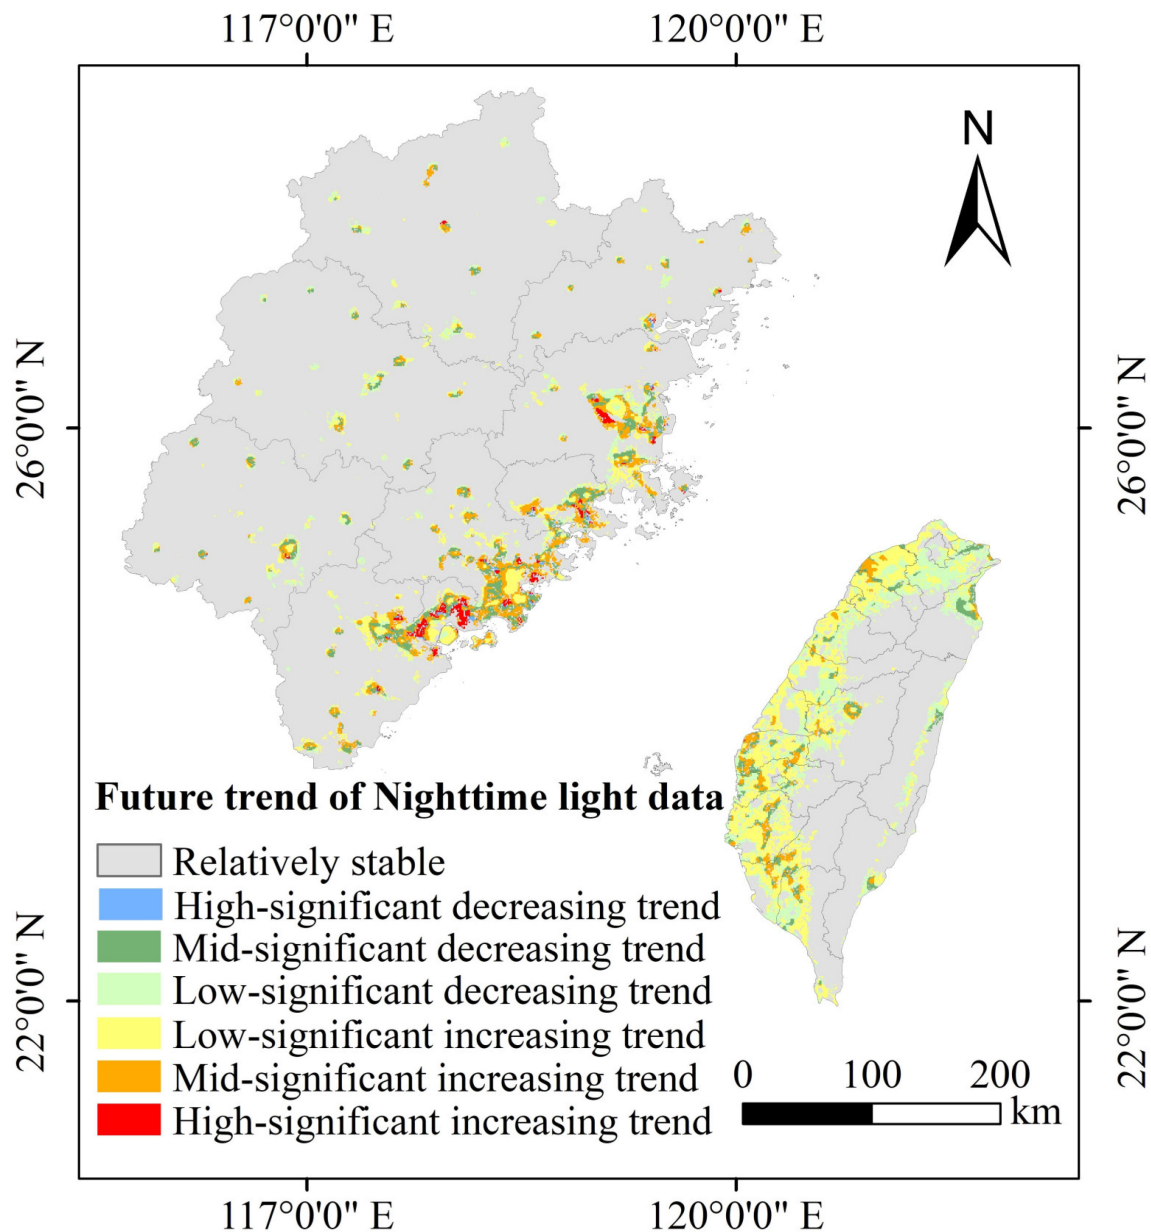 117°0'0" E 120°0'0" E
N
26°0'0" N 26°0'0" N
Future trend of Nighttime light data
Relatively stable
High-significant decreasing trend
Mid-significant decreasing trend
Low-significant decreasing trend
22°0'0" N 22°0'0" N
Low-significant increasing trend
Mid-significant increasing trend
High-significant increasing trend
0 100 200
km
117°0'0" E 120°0'0" E